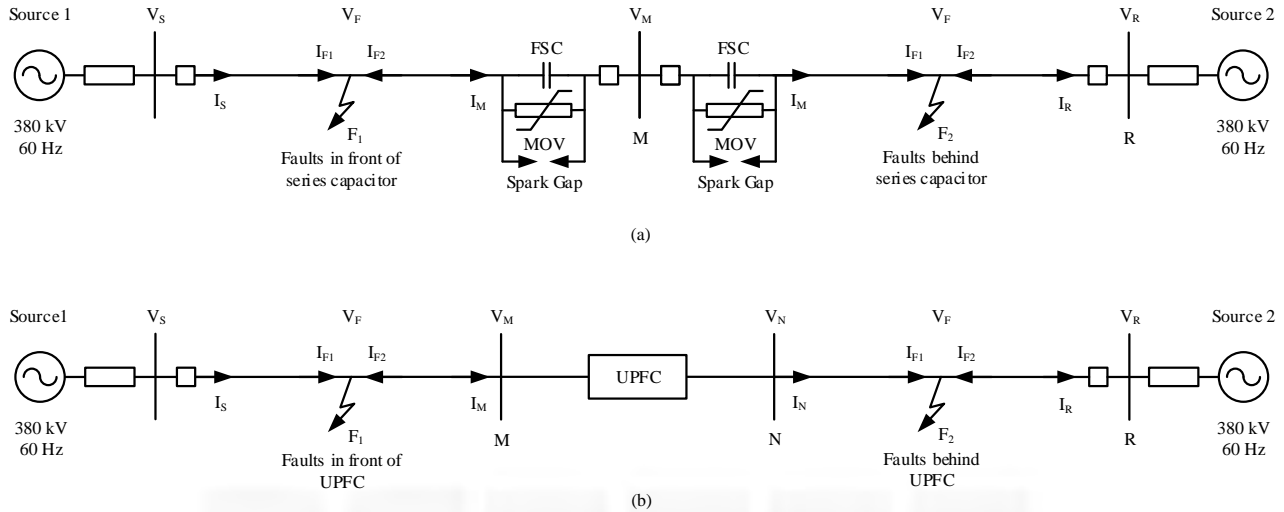 Source 1
V_S
V_F
V_M
V_F
V_R
Source 2
I_F1
I_F2
FSC
FSC
I_F1
I_F2
I_S
I_M
I_M
I_R
380 kV
60 Hz
F_1
Faults in front of
series capacitor
MOV
Spark Gap
M
MOV
Spark Gap
F_2
Faults behind
series capacitor
R
380 kV
60 Hz
(a)
Source1
V_S
V_F
V_M
V_N
V_F
V_R
Source 2
I_F1
I_F2
UPFC
I_F1
I_F2
I_S
I_M
I_N
I_R
380 kV
60 Hz
F_1
Faults in front of
UPFC
M
N
F_2
Faults behind
UPFC
R
380 kV
60 Hz
(b)